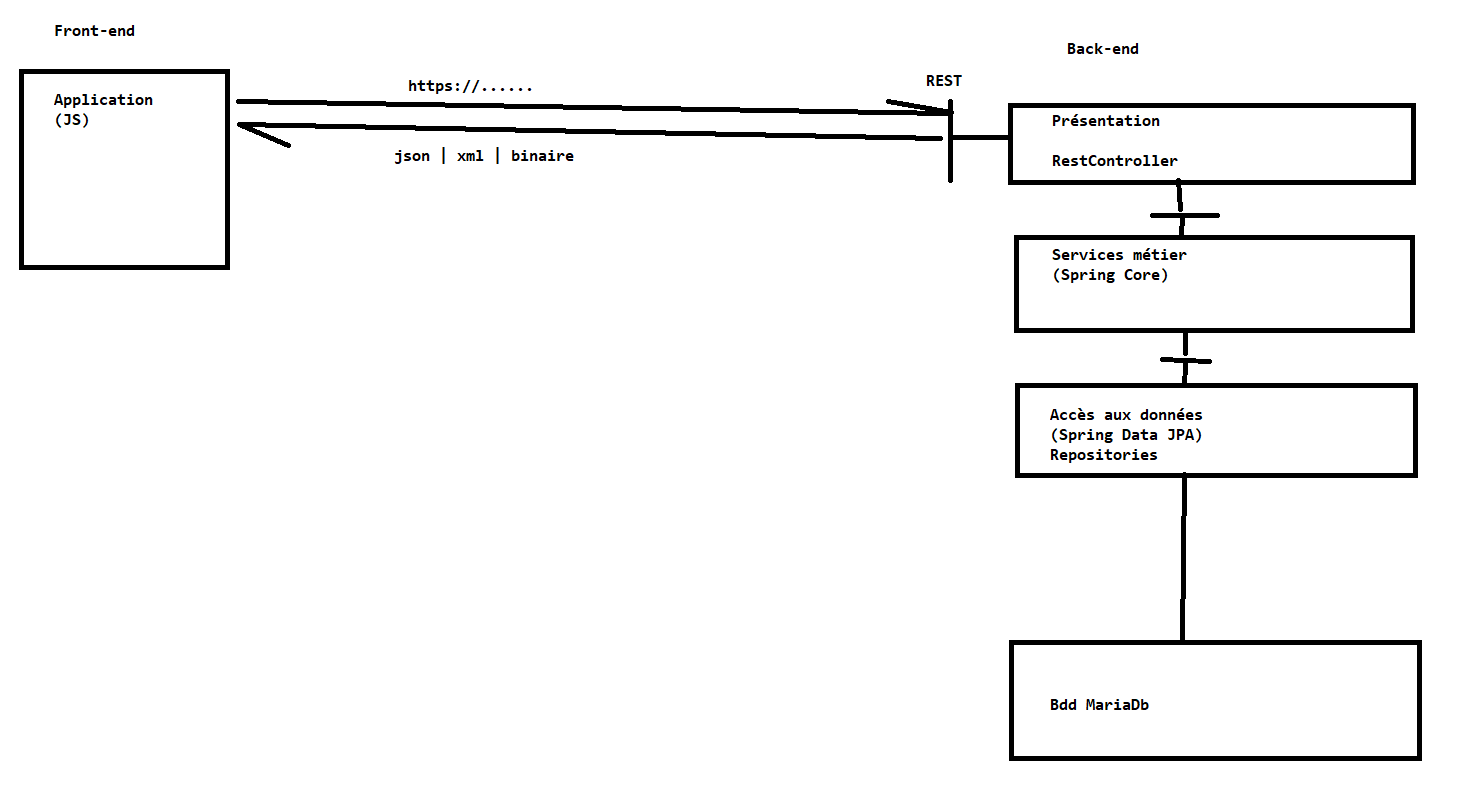 Front-end
Back-end
https://......
REST
Application
(JS)
json | xml | binaire
Présentation
RestController
Services métier
(Spring Core)
Accès aux données
(Spring Data JPA)
Repositories
Bdd MariaDb